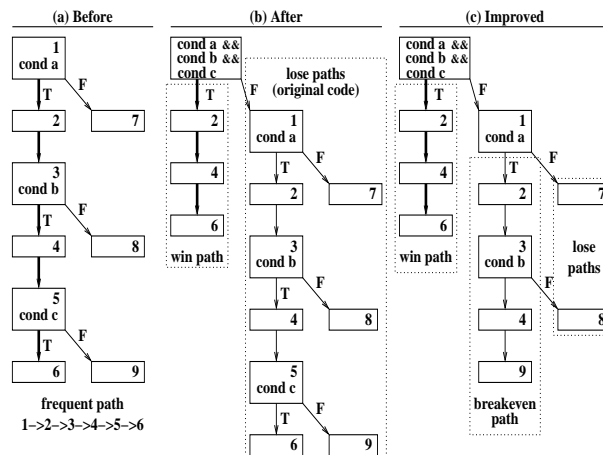 (a) Before
1
cond a
T
F
2
7
3
cond b
T
F
4
8
5
cond c
T
F
6
9
frequent path
1->2->3->4->5->6
(b) After
cond a &&
cond b &&
cond c
T
F
2
4
6
win path
lose paths
(original code)
1
cond a
T
F
2
7
3
cond b
T
F
4
8
5
cond c
T
F
6
9
(c) Improved
cond a &&
cond b &&
cond c
T
F
2
4
6
win path
1
cond a
T
F
2
7
3
cond b
F
4
8
9
lose
paths
breakeven
path